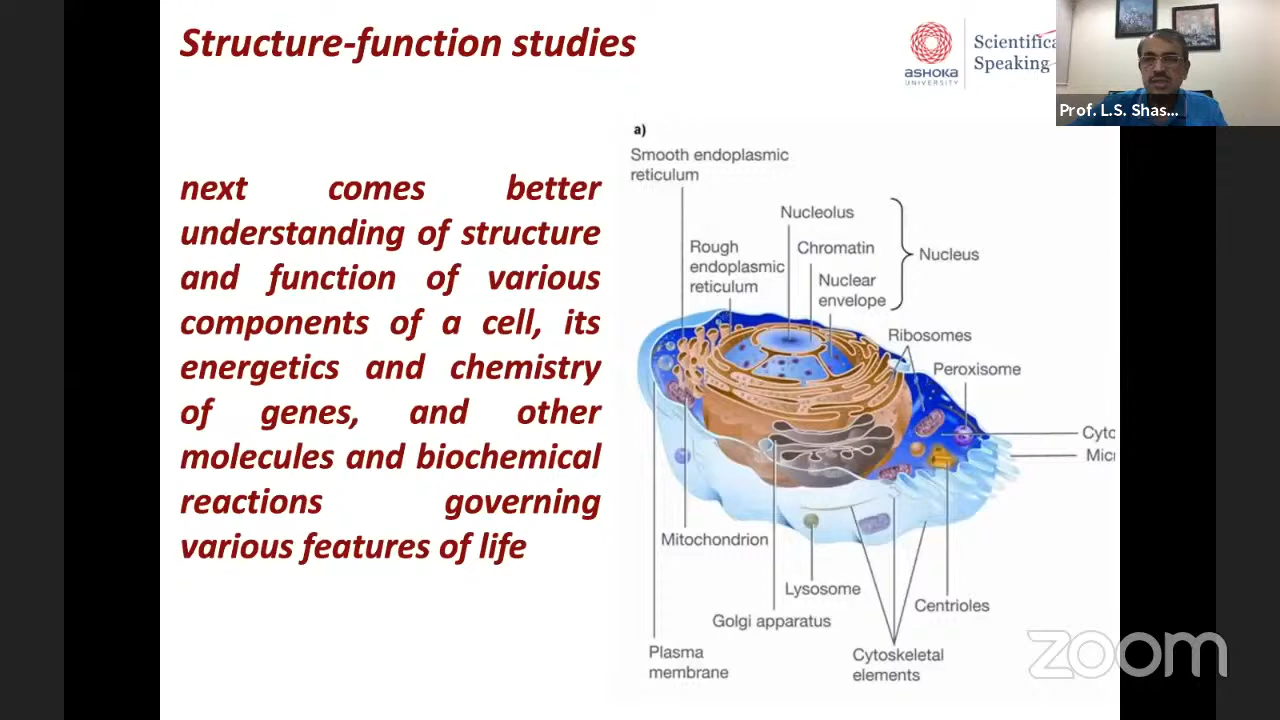 Structure-function studies
ASHOKA
UNIVERSITY
Speaking
Prof. L.S. Shas...
next comes better
understanding of structure
and function of various
components of a cell, its
energetics and chemistry
of genes, and other
molecules and biochemical
reactions governing
various features of life
a)
Smooth endoplasmic
reticulum
Nucleolus
Rough
endoplasmic
reticulum
Chromatin
Nuclear
envelope
Nucleus
Ribosomes
Peroxisome
Mitochondrion
Lysosome
Golgi apparatus
Centrioles
Plasma
membrane
Cytoskeletal
elements
zoom